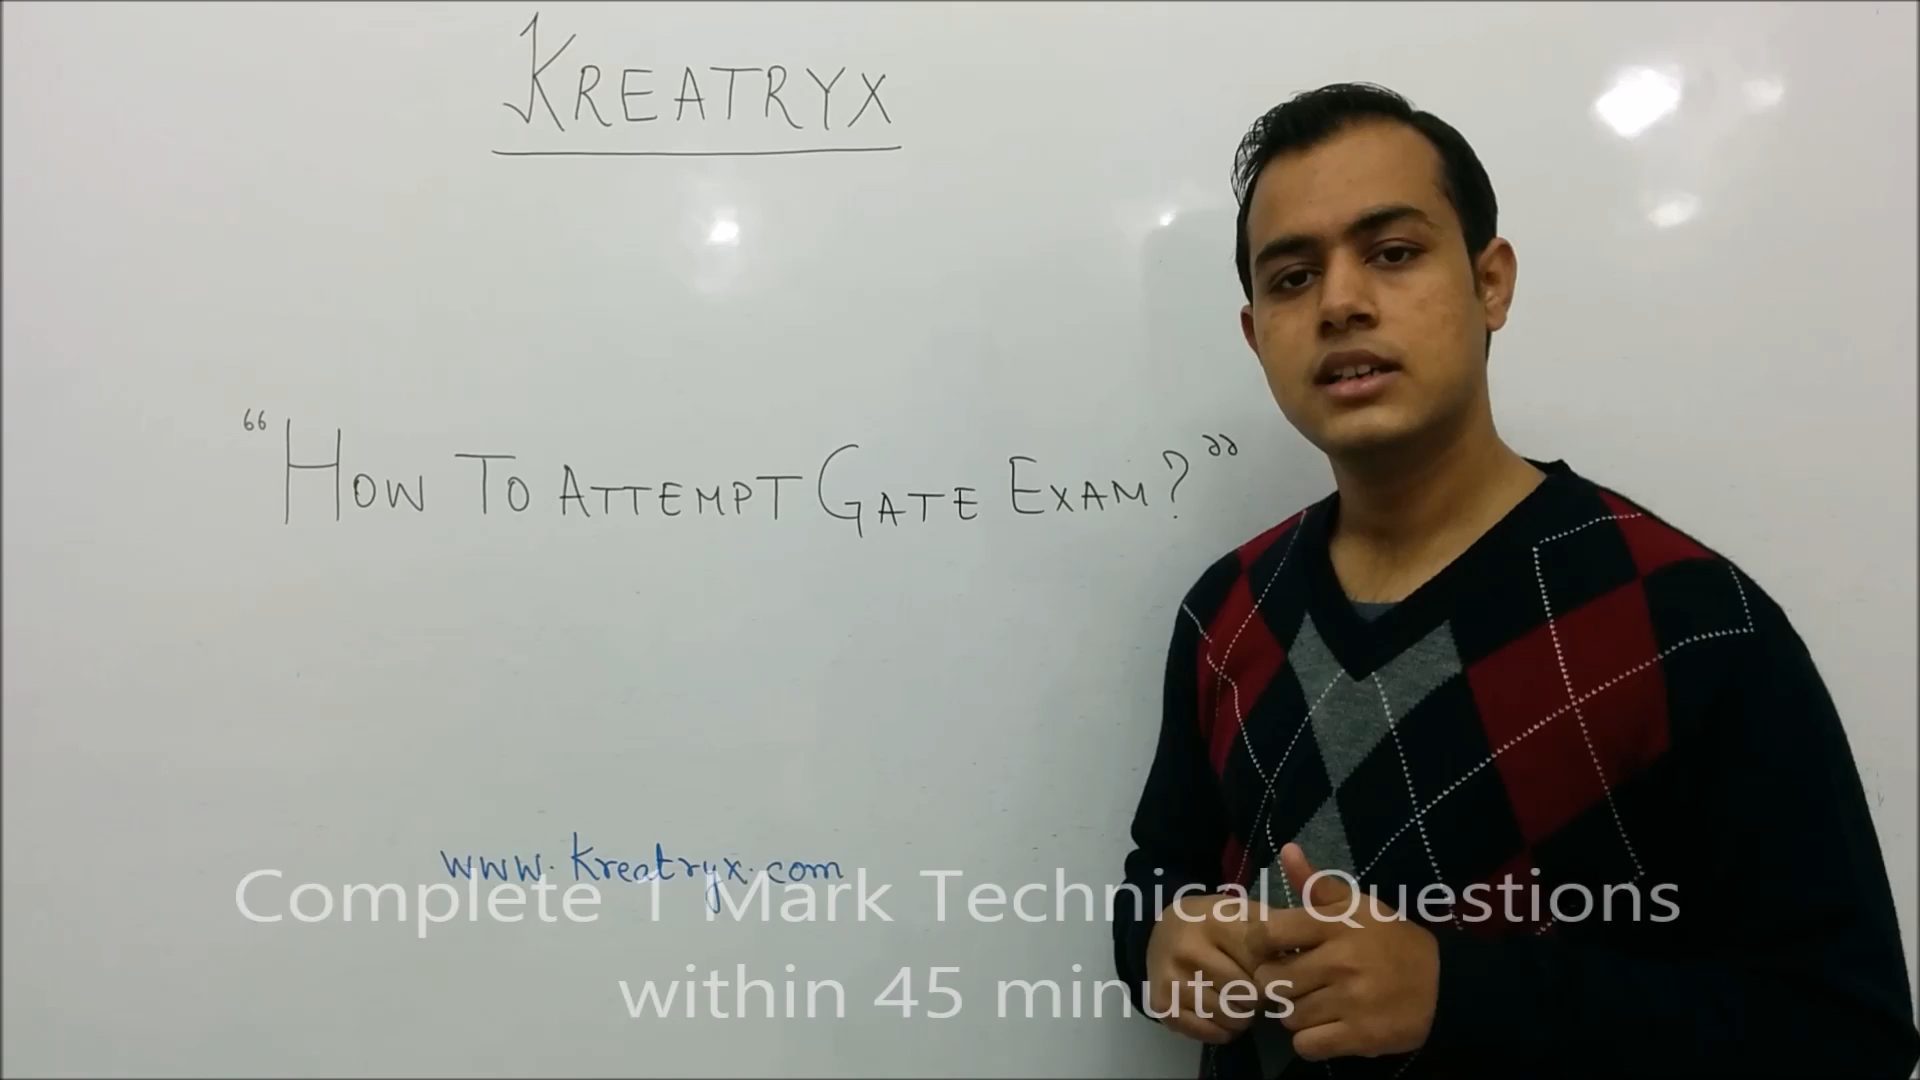 KREATRYX
"HOW TO ATTEMPT GATE EXAM?"
www.kreatryx.com
Complete 1 Mark Technical Questions
within 45 minutes